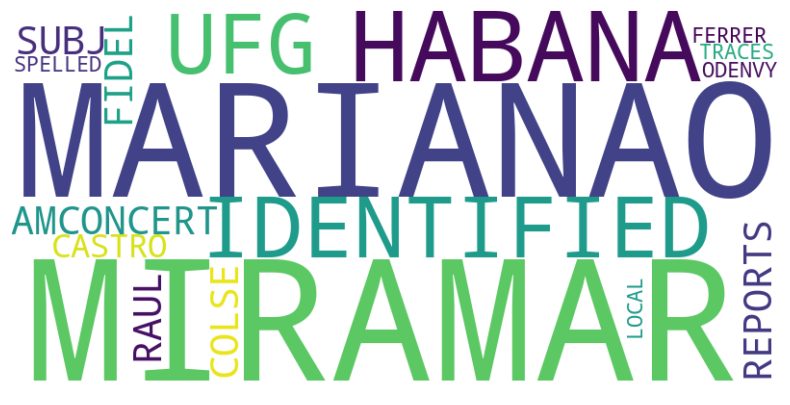 SUBJ
SPELLED
FIDEL
UFG
HABANA
FERRER
TRACES
ODENVY
MARIANAO
AMCONCERT
IDENTIFIED
CASTRO
MIRAMAR
RAUL
COLSE
LOCAL
REPORTS